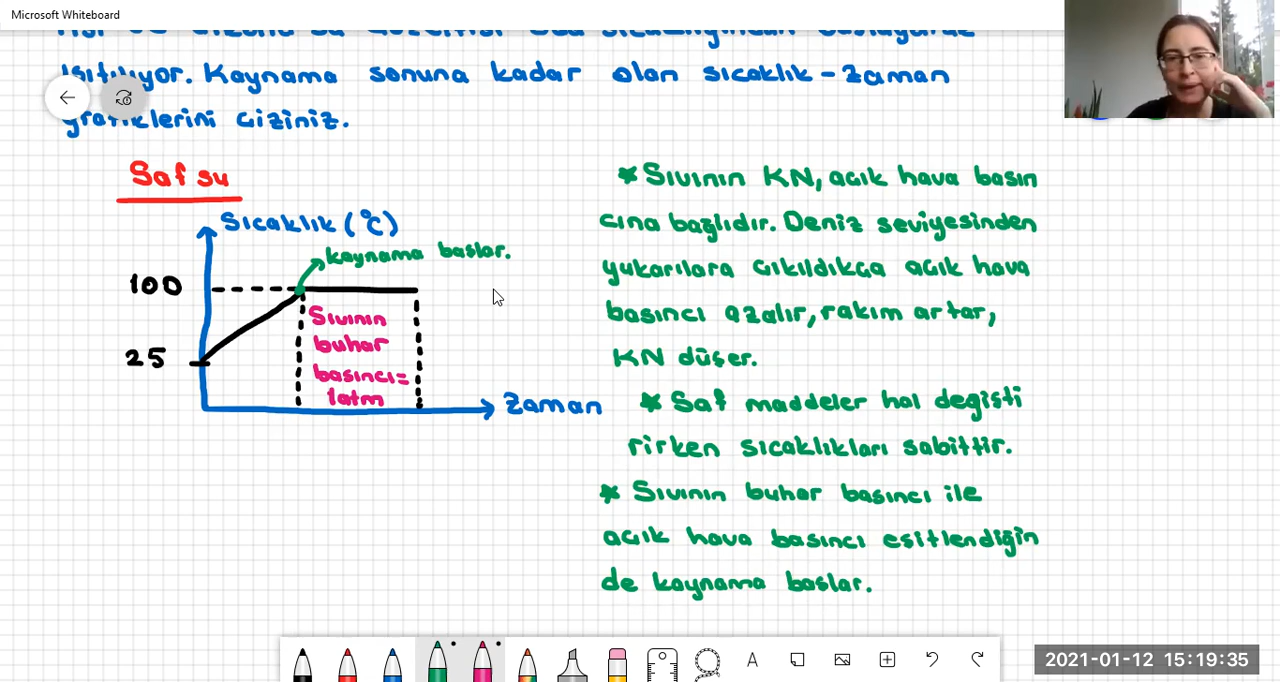 Microsoft Whiteboard
ısıtılıyor. Kaynama sonuna kadar olan sıcaklık - zaman
grafiklerini çiziniz.
Saf su
Sıcaklık (°C)
kaynama başlar.
100
Sıvının
buhar
basıncı =
1atm
25
Zaman
* Sıvının KN, açık hava basın
cına bağlıdır. Deniz seviyesinden
yukarılara çıkıldıkça açık hava
basıncı azalır, rakım artar,
KN düşer.
* Saf maddeler hal değişti
rirken sıcaklıkları sabittir.
* Sıvının buhar basıncı ile
açık hava basıncı eşitlendiğin
de kaynama başlar.
A
2021-01-12 15:19:35